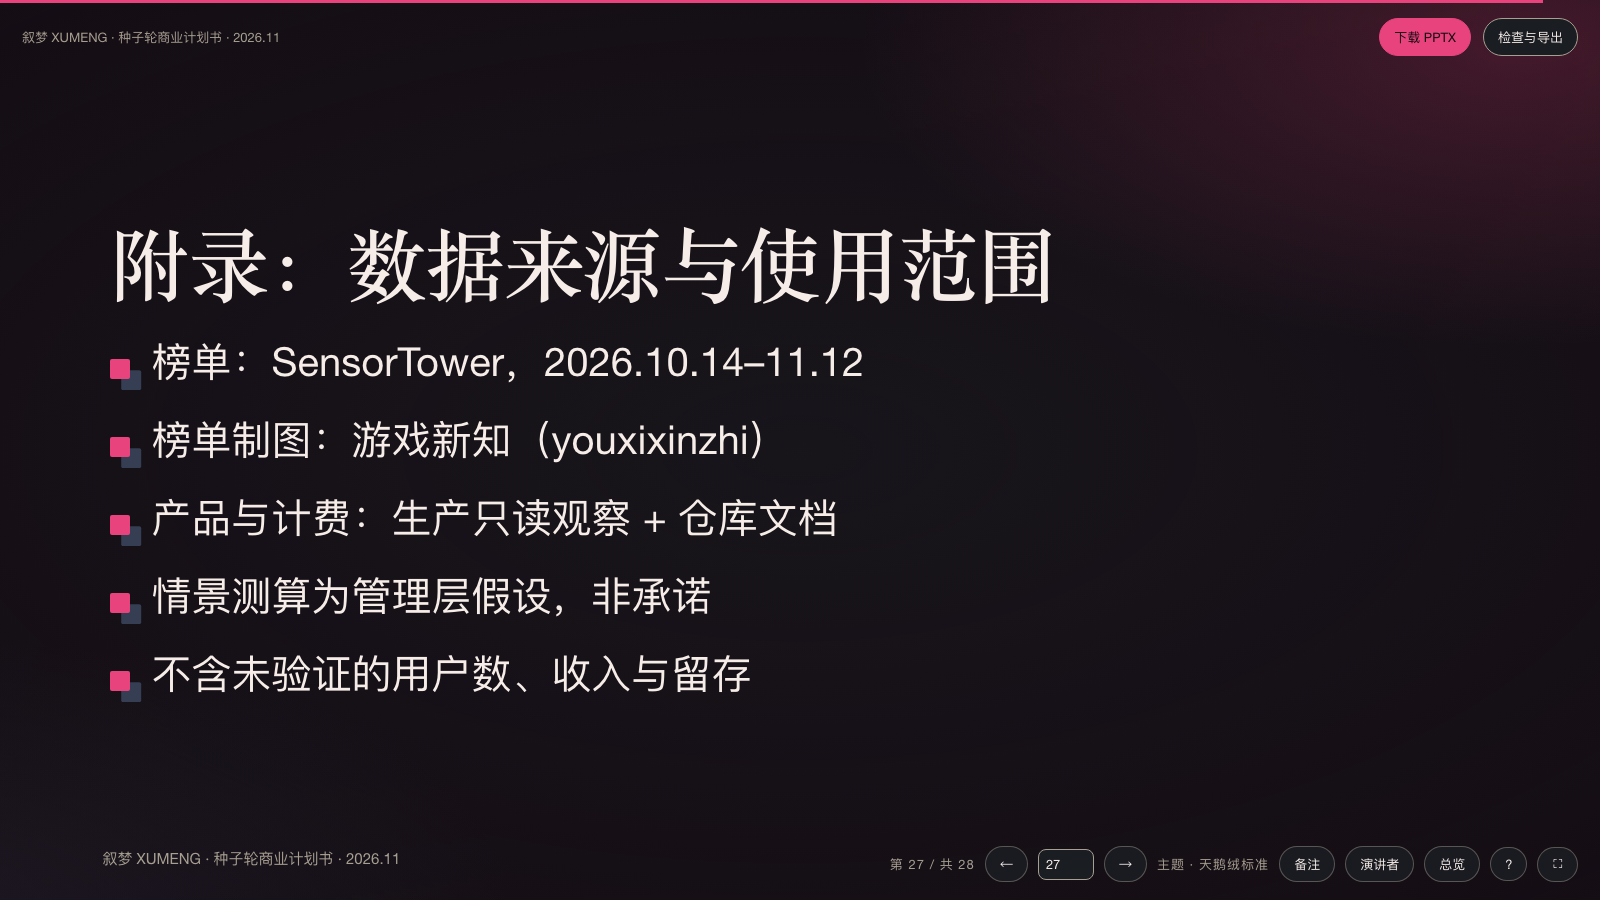 叙梦 XUMENG · 种子轮商业计划书 · 2026.11
下载 PPTX
检查与导出
附录：数据来源与使用范围
榜单：SensorTower，2026.10.14–11.12
榜单制图：游戏新知（youxixinzhi）
产品与计费：生产只读观察 + 仓库文档
情景测算为管理层假设，非承诺
不含未验证的用户数、收入与留存
叙梦 XUMENG · 种子轮商业计划书 · 2026.11
第 27 / 共 28
←
27
→
主题 · 天鹅绒标准
备注
演讲者
总览
?